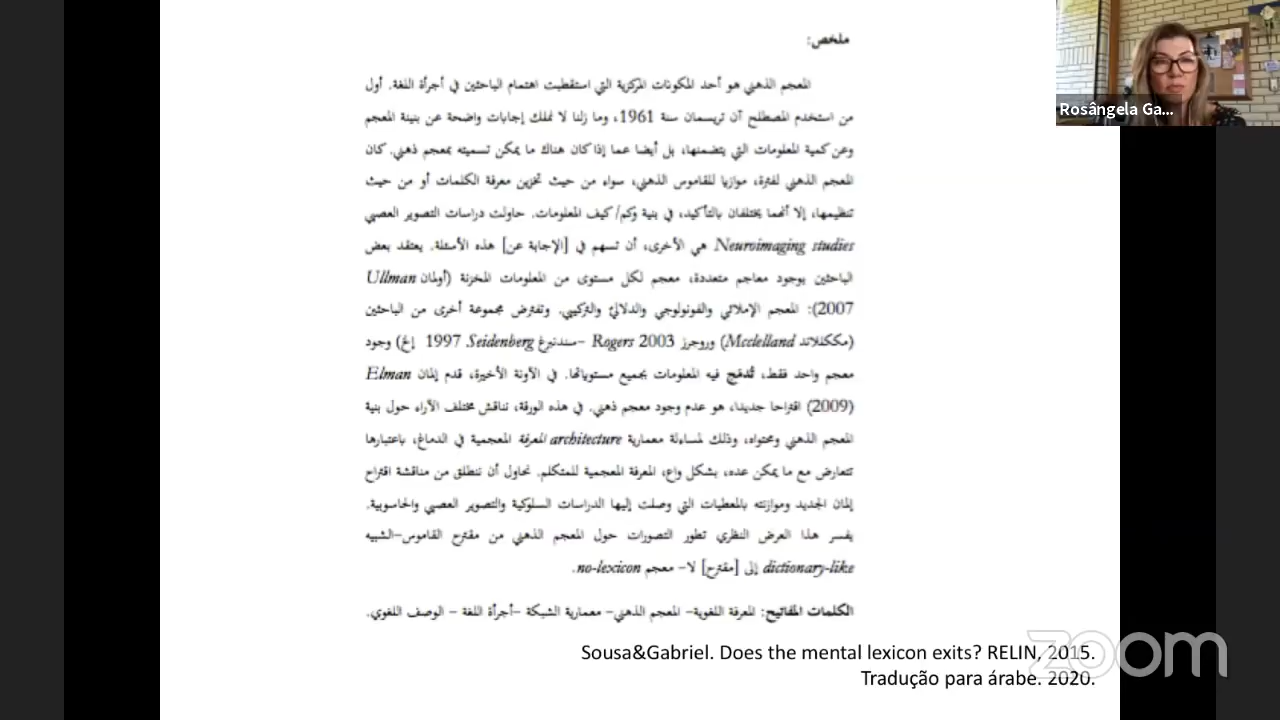 ملخص:
المعجم الذهني هو أحد المكونات المركزية التي استقطبت اهتمام الباحثين في أجرأة اللغة. أول
من استخدم المصطلح آن تريسمان سنة 1961، وما زلنا لا نملك إجابات واضحة عن بنينة المعجم
وعن كمية المعلومات التي يتضمنها، بل أيضا عما إذا كان هناك ما يمكن تسميته بمعجم ذهني. كان
المعجم الذهني لفترة، موازيا للقاموس الذهني، سواء من حيث تخزين معرفة الكلمات أو من حيث
تنظيمها، إلا أنهما يختلفان بالتأكيد، في بنية وكم/كيف المعلومات. حاولت دراسات التصوير العصبي
Neuroimaging studies هي الأخرى، أن تسهم في [الإجابة عن] هذه الأسئلة. يعتقد بعض
الباحثين بوجود معاجم متعددة، معجم لكل مستوى من المعلومات المخزنة (أولمان Ullman
2007): المعجم الإملائي والفونولوجي والدلالي والتركيبي. وتفترض مجموعة أخرى من الباحثين
(مككللاند Mcclelland) وروجرز Rogers 2003 –سندنبرغ Seidenberg. 1997 إلخ) وجود
معجم واحد فقط، تُدمَج فيه المعلومات بجميع مستوياتها. في الآونة الأخيرة، قدم إلمان Elman
(2009) اقتراحا جديدا، هو عدم وجود معجم ذهني. في هذه الورقة، نناقش مختلف الآراء حول بنية
المعجم الذهني ومحتواه، وذلك لمساءلة معمارية architecture المعرفة المعجمية في الدماغ، باعتبارها
تتعارض مع ما يمكن عده، بشكل واع، المعرفة المعجمية للمتكلم. نحاول أن ننطلق من مناقشة اقتراح
إلمان الجديد وموازنته بالمعطيات التي وصلت إليها الدراسات السلوكية والتصوير العصبي والحاسوبية.
يفسر هذا العرض النظري تطور التصورات حول المعجم الذهني من مقترح القاموس–الشبيه
dictionary-like إلى [مقترح] لا– معجم no-lexicon.
الكلمات المفاتيح: المعرفة اللغوية– المعجم الذهني– معمارية الشبكة –أجرأة اللغة – الوصف اللغوي.
Sousa&Gabriel. Does the mental lexicon exits? RELIN, 2015.
Tradução para árabe. 2020.
Rosângela Ga...
zoom